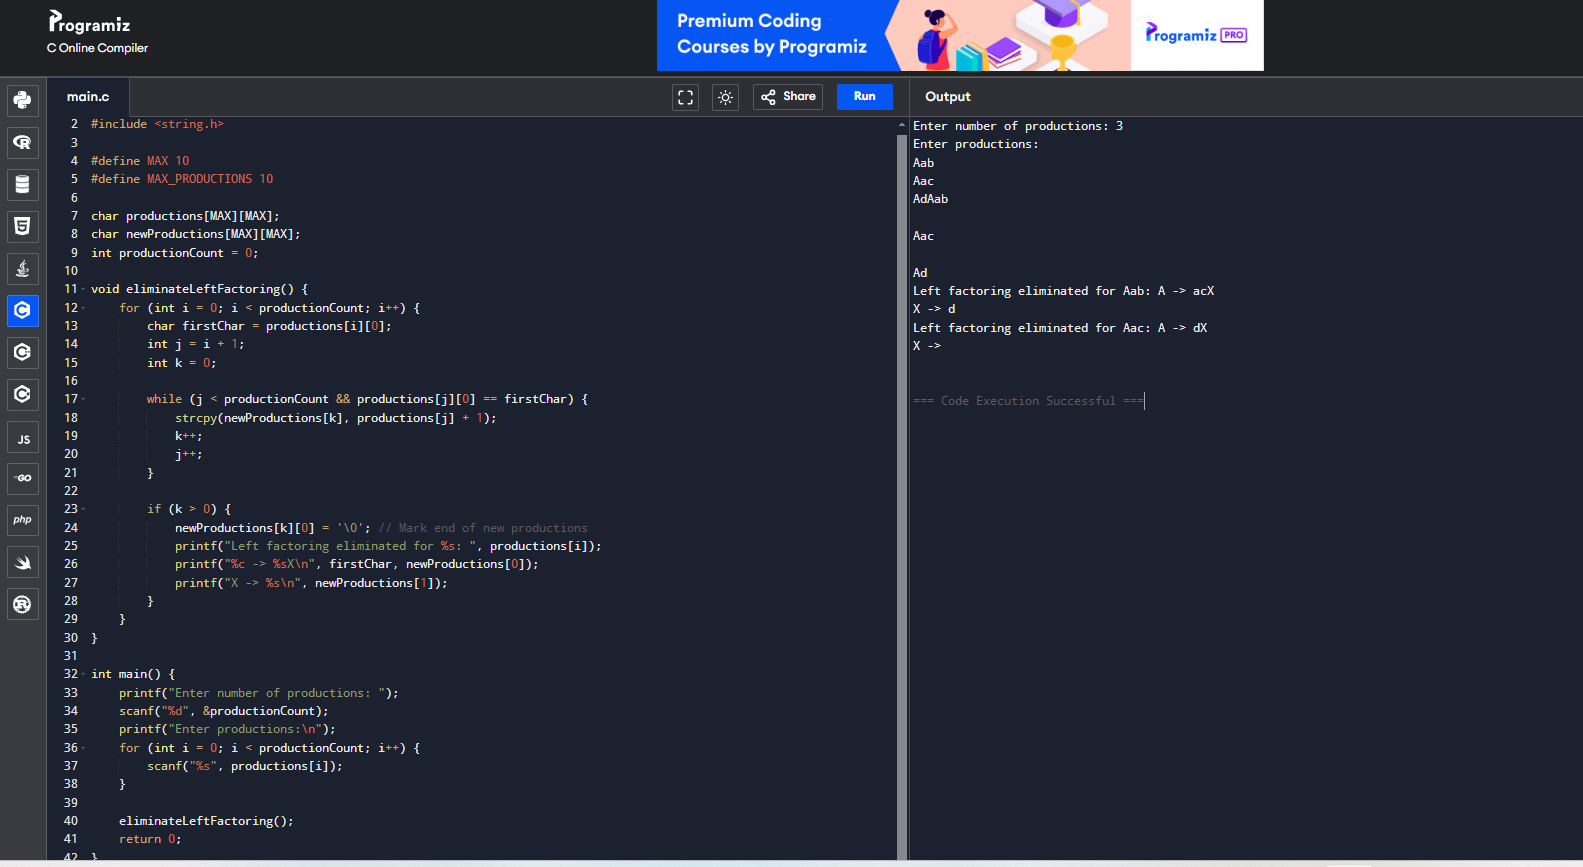 Programiz
C Online Compiler
Premium Coding
Courses by Programiz
Programiz PRO
main.c
Share
Run
Output
2 #include <string.h>
3
4 #define MAX 10
5 #define MAX_PRODUCTIONS 10
6
7 char productions[MAX][MAX];
8 char newProductions[MAX][MAX];
9 int productionCount = 0;
10
11 void eliminateLeftFactoring() {
12 for (int i = 0; i < productionCount; i++) {
13 char firstChar = productions[i][0];
14 int j = i + 1;
15 int k = 0;
16
17 while (j < productionCount && productions[j][0] == firstChar) {
18 strcpy(newProductions[k], productions[j] + 1);
19 k++;
20 j++;
21 }
22
23 if (k > 0) {
24 newProductions[k][0] = '\0'; // Mark end of new productions
25 printf("Left factoring eliminated for %s: ", productions[i]);
26 printf("%c -> %sX\n", firstChar, newProductions[0]);
27 printf("X -> %s\n", newProductions[1]);
28 }
29 }
30 }
31
32 int main() {
33 printf("Enter number of productions: ");
34 scanf("%d", &productionCount);
35 printf("Enter productions:\n");
36 for (int i = 0; i < productionCount; i++) {
37 scanf("%s", productions[i]);
38 }
39
40 eliminateLeftFactoring();
41 return 0;
42 }
Enter number of productions: 3
Enter productions:
Aab
Aac
AdAab
Aac
Ad
Left factoring eliminated for Aab: A -> acX
X -> d
Left factoring eliminated for Aac: A -> dX
X ->
=== Code Execution Successful ===
JS
GO
php